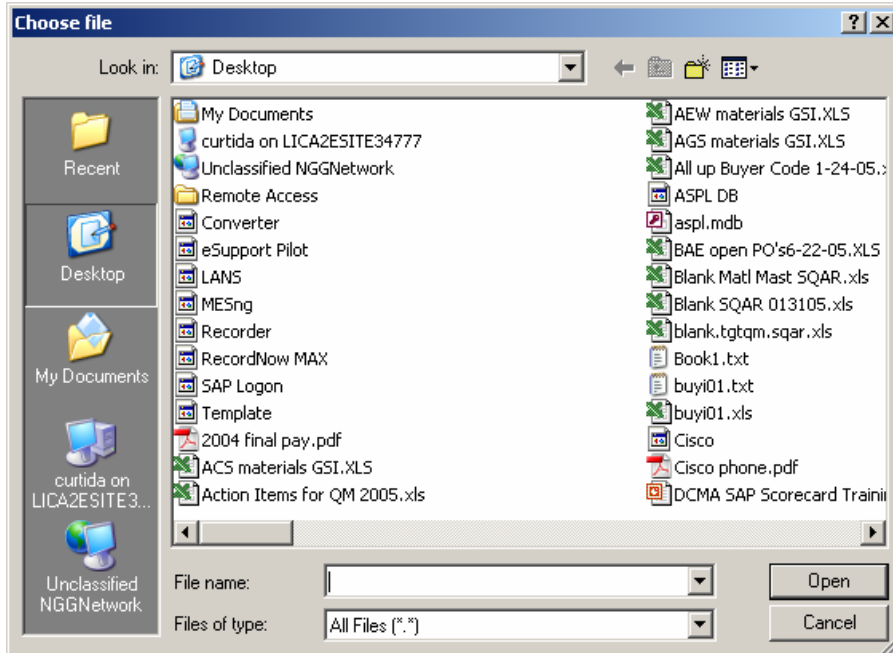 Choose file
Look in: Desktop
Recent
Desktop
My Documents
curtida on
LICA2ESITE3...
Unclassified
NGGNetwork
My Documents
curtida on LICA2ESITE34777
Unclassified NGGNetwork
Remote Access
Converter
eSupport Pilot
LANS
MESng
Recorder
RecordNow MAX
SAP Logon
Template
2004 final pay.pdf
ACS materials GSI.XLS
Action Items for QM 2005.xls
AEW materials GSI.XLS
AGS materials GSI.XLS
All up Buyer Code 1-24-05.x
ASPL DB
aspl.mdb
BAE open PO's6-22-05.XLS
Blank Matl Mast SQAR.xls
Blank SQAR 013105.xls
blank.tgtqm.sqar.xls
Book1.txt
buyi01.txt
buyi01.xls
Cisco
Cisco phone.pdf
DCMA SAP Scorecard Traini
File name:
Open
Files of type: All Files (*.*)
Cancel